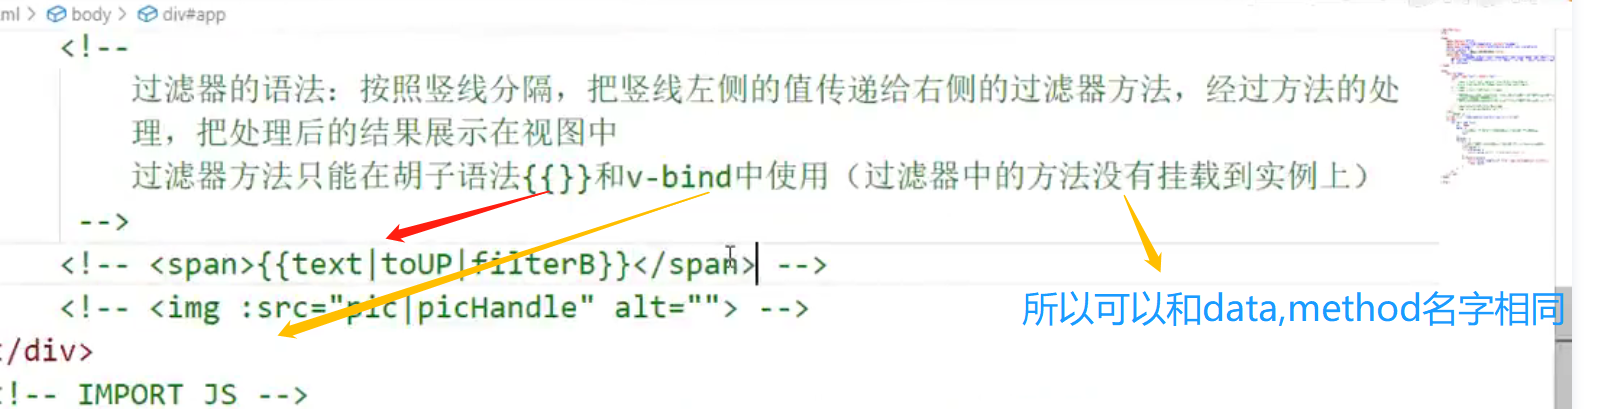 ml > body > div#app
<!--
过滤器的语法：按照竖线分隔，把竖线左侧的值传递给右侧的过滤器方法，经过方法的处
理，把处理后的结果展示在视图中
过滤器方法只能在胡子语法{{}}和v-bind中使用（过滤器中的方法没有挂载到实例上）
-->
<!-- <span>{{text|toUP|filterB}}</span> -->
<!-- <img :src="pic|picHandle" alt=""> -->
所以可以和data,method名字相同
/div>
!-- IMPORT JS -->